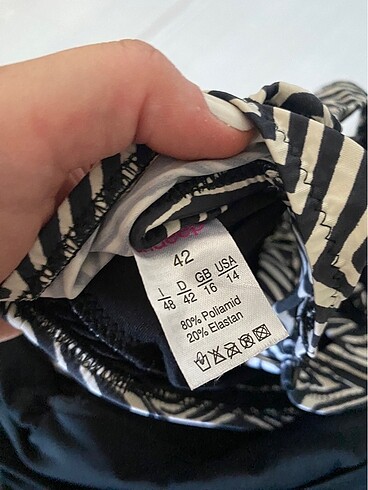 42
I D GB USA
48 42 16 14
80% Poliamid
20% Elastan